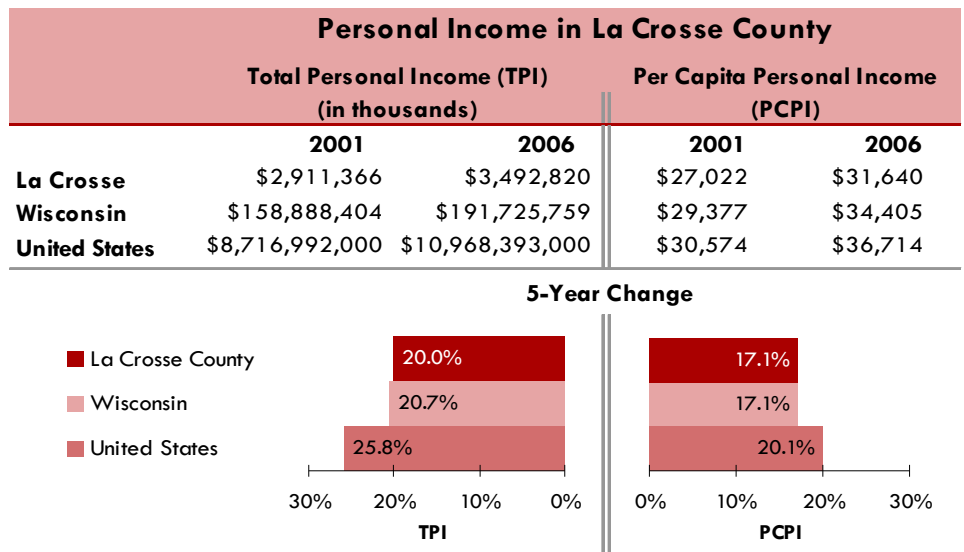 Personal Income in La Crosse County
Total Personal Income (TPI) Per Capita Personal Income
(in thousands) (PCPI)
2001 2006 2001 2006
La Crosse $2,911,366 $3,492,820 $27,022 $31,640
Wisconsin $158,888,404 $191,725,759 $29,377 $34,405
United States $8,716,992,000 $10,968,393,000 $30,574 $36,714
5-Year Change
La Crosse County 20.0% 17.1%
Wisconsin 20.7% 17.1%
United States 25.8% 20.1%
30% 20% 10% 0% 0% 10% 20% 30%
TPI PCPI